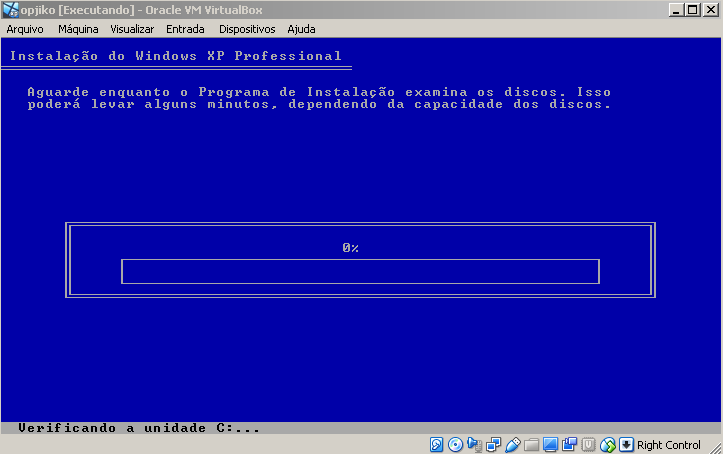 opjiko [Executando] - Oracle VM VirtualBox
Arquivo Máquina Visualizar Entrada Dispositivos Ajuda
Instalação do Windows XP Professional
Aguarde enquanto o Programa de Instalação examina os discos. Isso
poderá levar alguns minutos, dependendo da capacidade dos discos.
0%
Verificando a unidade C:...
Right Control